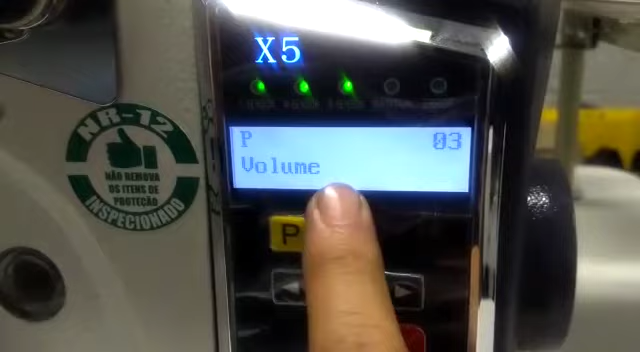 X5
P 03
Volume
P
NR-12
NÃO REMOVA
OS ITENS DE
PROTEÇÃO
INSPECIONADO